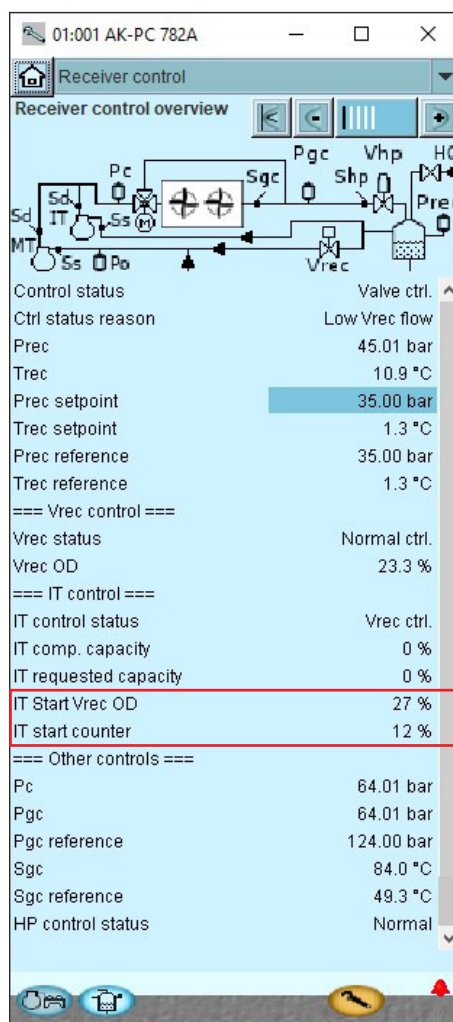 01:001 AK-PC 782A
Receiver control
Receiver control overview
Pgc Vhp HG
Pc Sgc Shp
Sd Prec
Sd IT Ss M
MT
Ss Po Vrec
Control status Valve ctrl.
Ctrl status reason Low Vrec flow
Prec 45.01 bar
Trec 10.9 °C
Prec setpoint 35.00 bar
Trec setpoint 1.3 °C
Prec reference 35.00 bar
Trec reference 1.3 °C
=== Vrec control ===
Vrec status Normal ctrl.
Vrec OD 23.3 %
=== IT control ===
IT control status Vrec ctrl.
IT comp. capacity 0 %
IT requested capacity 0 %
IT Start Vrec OD 27 %
IT start counter 12 %
=== Other controls ===
Pc 64.01 bar
Pgc 64.01 bar
Pgc reference 124.00 bar
Sgc 84.0 °C
Sgc reference 49.3 °C
HP control status Normal